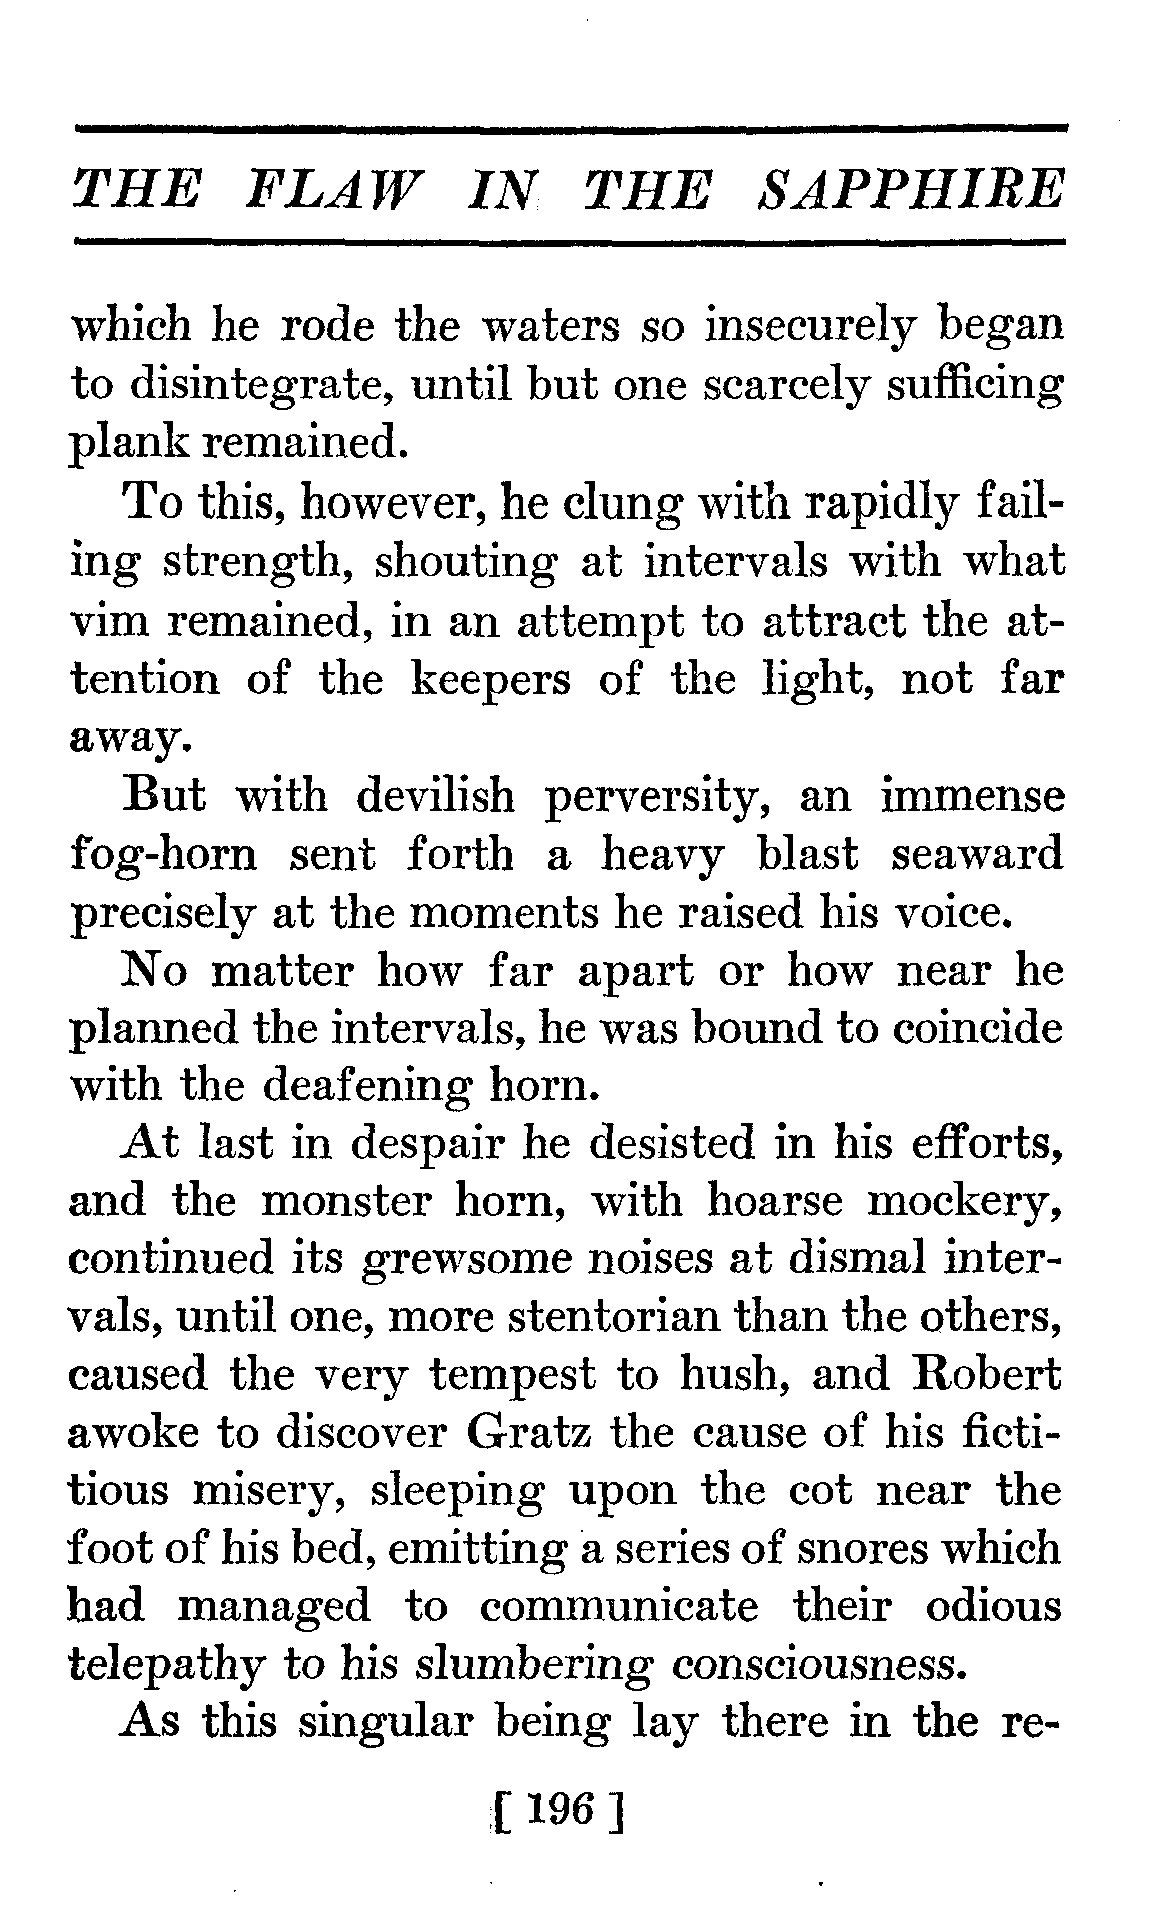 THE FLAW IN THE SAPPHIRE
which he rode the waters so insecurely began
to disintegrate, until but one scarcely sufficing
plank remained.
To this, however, he clung with rapidly fail-
ing strength, shouting at intervals with what
vim remained, in an attempt to attract the at-
tention of the keepers of the light, not far
away.
But with devilish perversity, an immense
fog-horn sent forth a heavy blast seaward
precisely at the moments he raised his voice.
No matter how far apart or how near he
planned the intervals, he was bound to coincide
with the deafening horn.
At last in despair he desisted in his efforts,
and the monster horn, with hoarse mockery,
continued its grewsome noises at dismal inter-
vals, until one, more stentorian than the others,
caused the very tempest to hush, and Robert
awoke to discover Gratz the cause of his ficti-
tious misery, sleeping upon the cot near the
foot of his bed, emitting a series of snores which
had managed to communicate their odious
telepathy to his slumbering consciousness.
As this singular being lay there in the re-
[ 196 ]